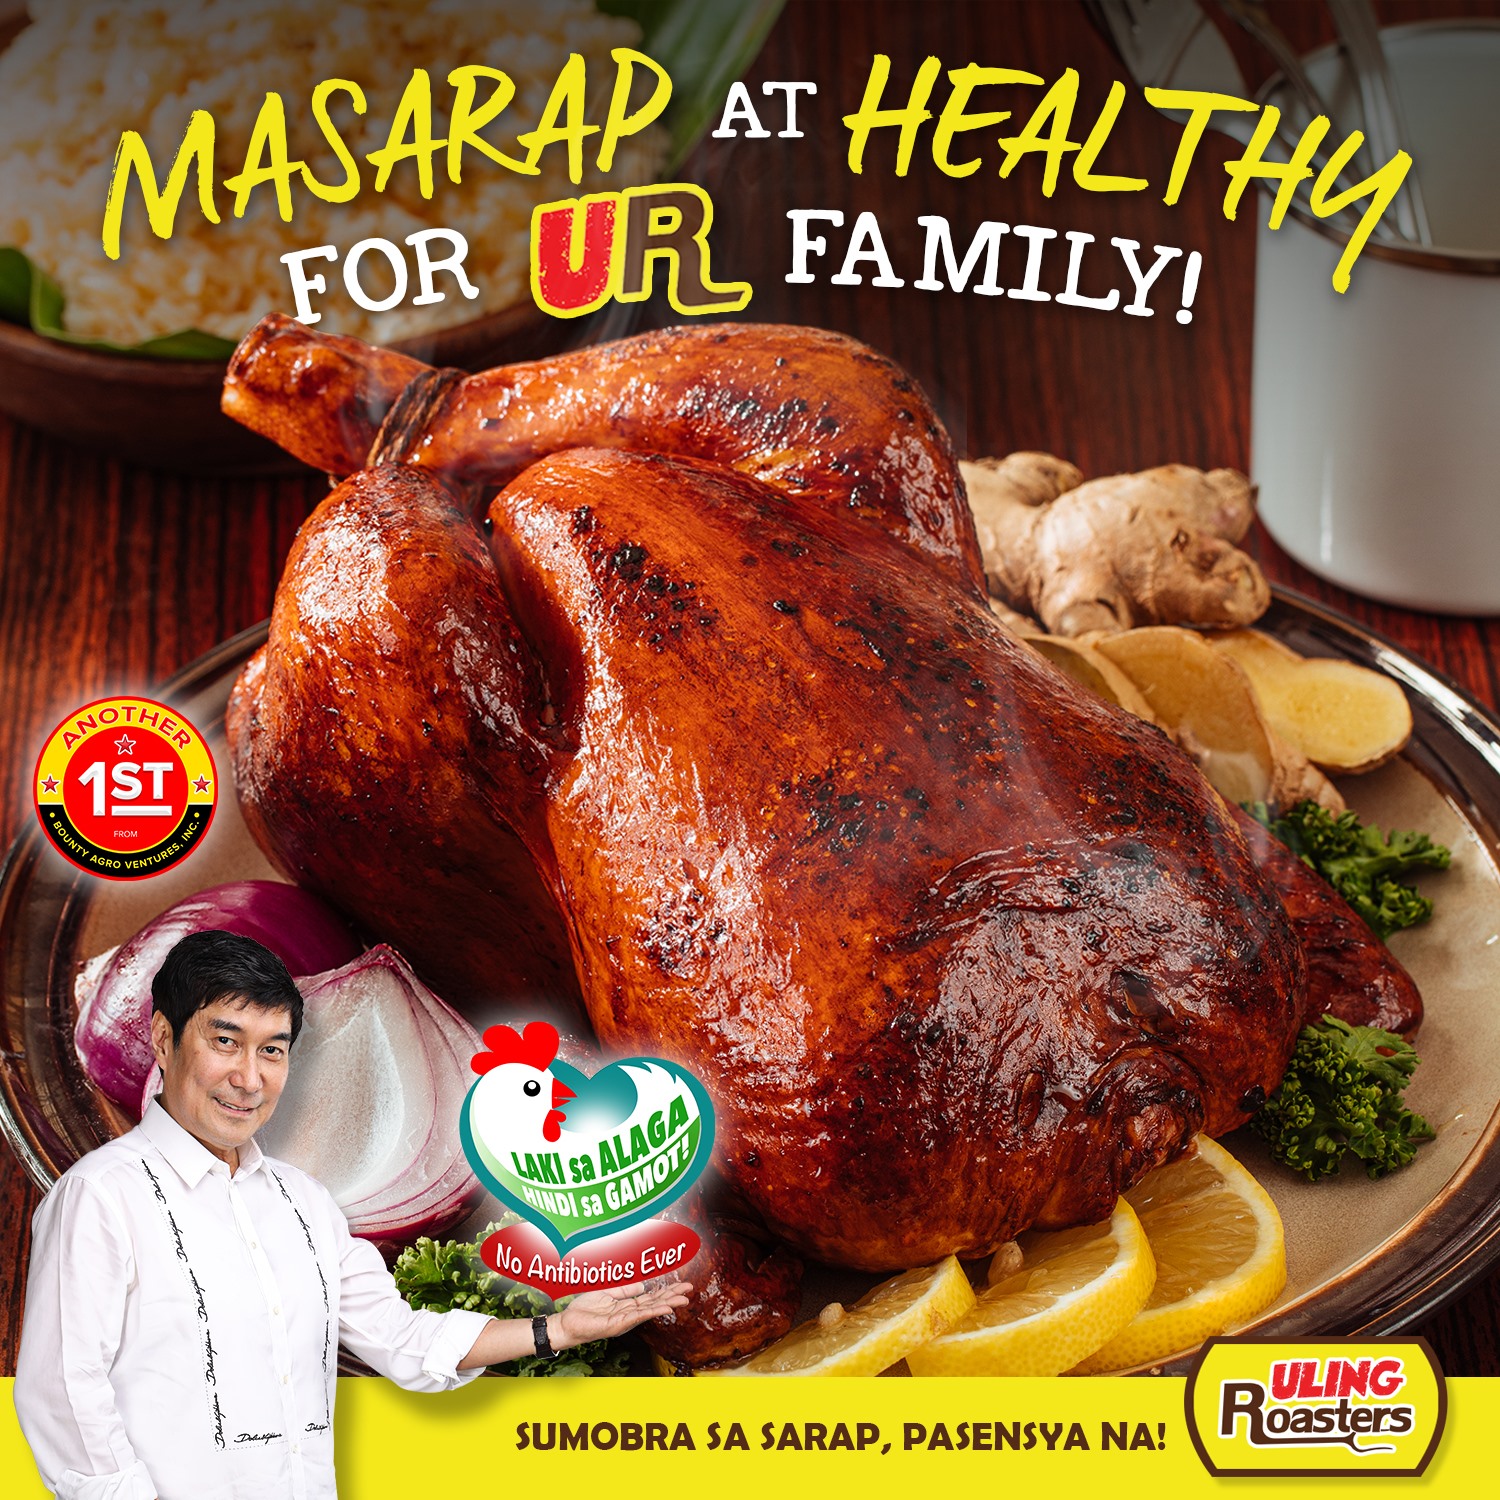 MASARAP AT HEALTHY
FOR UR FAMILY!
ANOTHER
1ST
FROM
BOUNTY AGRO VENTURES, INC.
LAKI sa ALAGA
HINDI sa GAMOT!
No Antibiotics Ever
SUMOBRA SA SARAP, PASENSYA NA!
ULING
Roasters